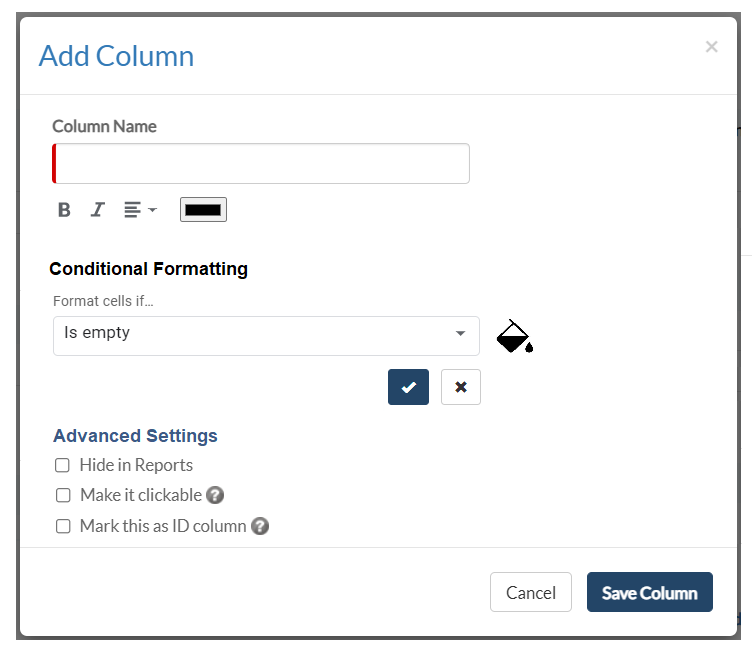 Add Column
×
Column Name
B I
Conditional Formatting
Format cells if...
Is empty
Advanced Settings
Hide in Reports
Make it clickable ?
Mark this as ID column ?
Cancel Save Column